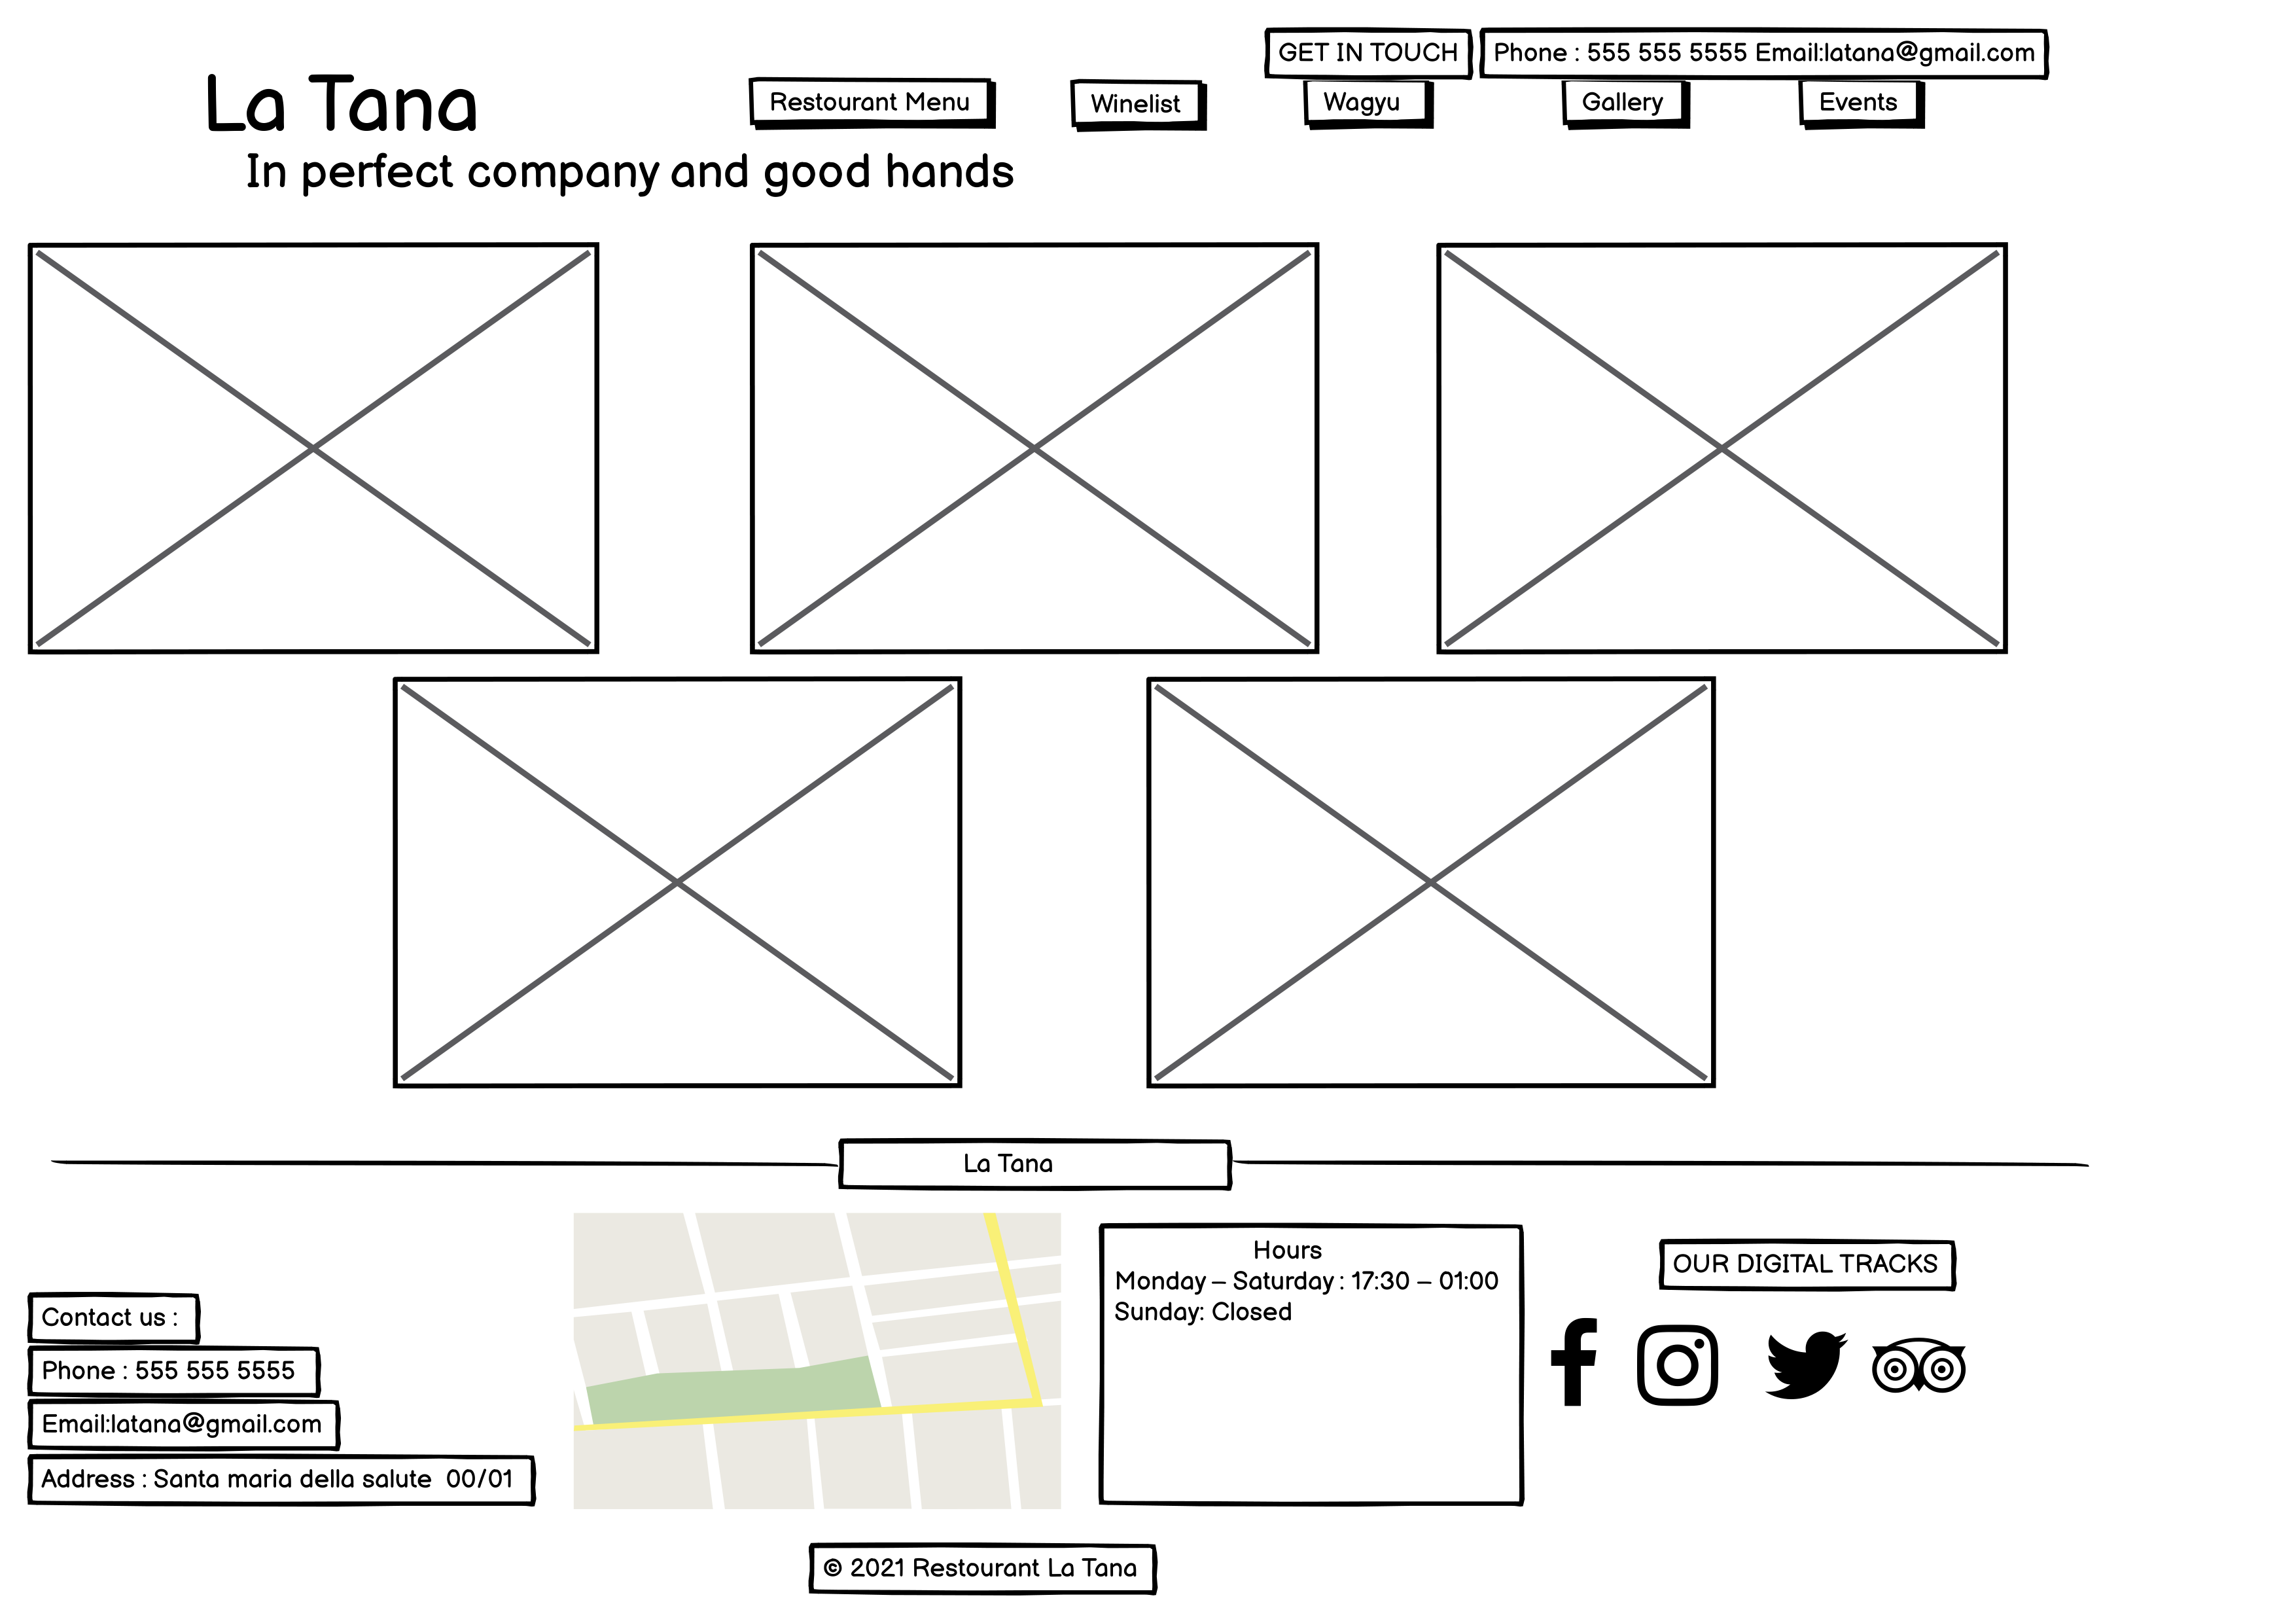 GET IN TOUCH
Phone : 555 555 5555 Email:latana@gmail.com
La Tana
Restourant Menu
Winelist
Wagyu
Gallery
Events
In perfect company and good hands
La Tana
Hours
Monday – Saturday : 17:30 – 01:00
Sunday: Closed
OUR DIGITAL TRACKS
Contact us :
Phone : 555 555 5555
Email:latana@gmail.com
Address : Santa maria della salute 00/01
© 2021 Restourant La Tana